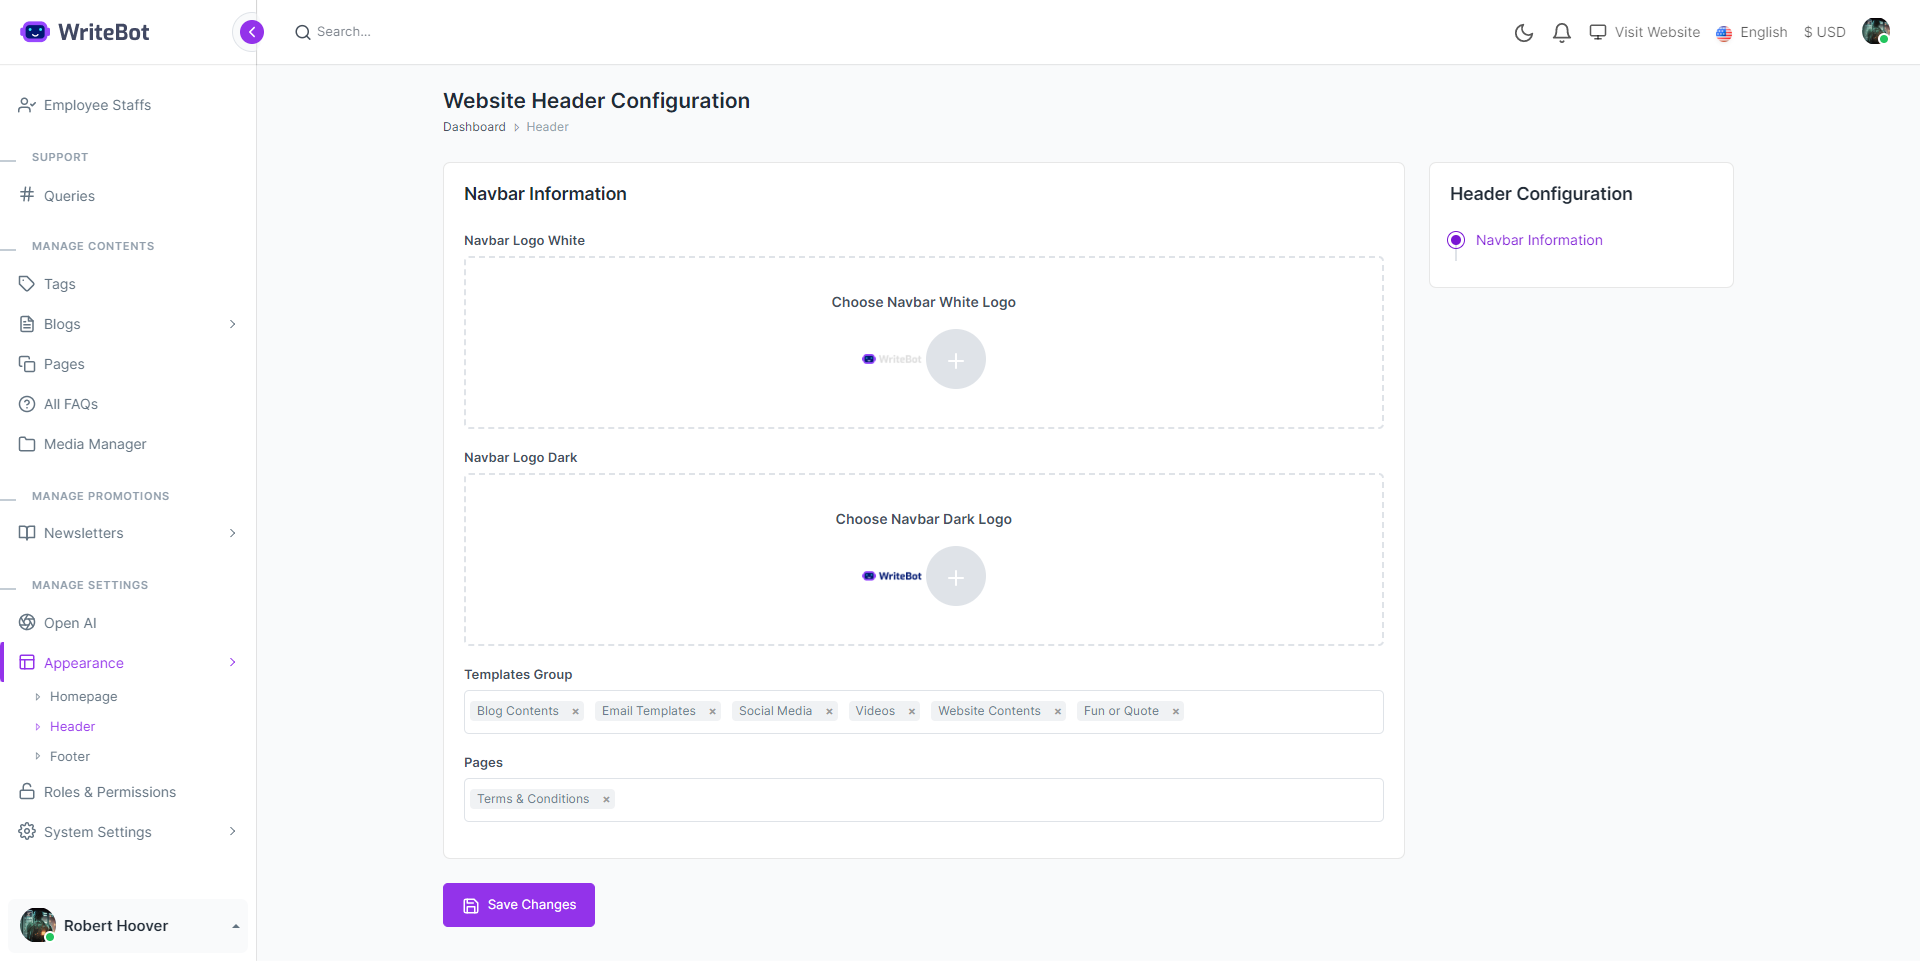 WriteBot
Search...
Visit Website
English
$ USD
Employee Staffs
SUPPORT
Queries
MANAGE CONTENTS
Tags
Blogs
Pages
All FAQs
Media Manager
MANAGE PROMOTIONS
Newsletters
MANAGE SETTINGS
Open AI
Appearance
Homepage
Header
Footer
Roles & Permissions
System Settings
Robert Hoover
Website Header Configuration
Dashboard Header
Navbar Information
Navbar Logo White
Choose Navbar White Logo
WriteBot
Navbar Logo Dark
Choose Navbar Dark Logo
WriteBot
Templates Group
Blog Contents × Email Templates × Social Media × Videos × Website Contents × Fun or Quote ×
Pages
Terms & Conditions ×
Save Changes
Header Configuration
Navbar Information